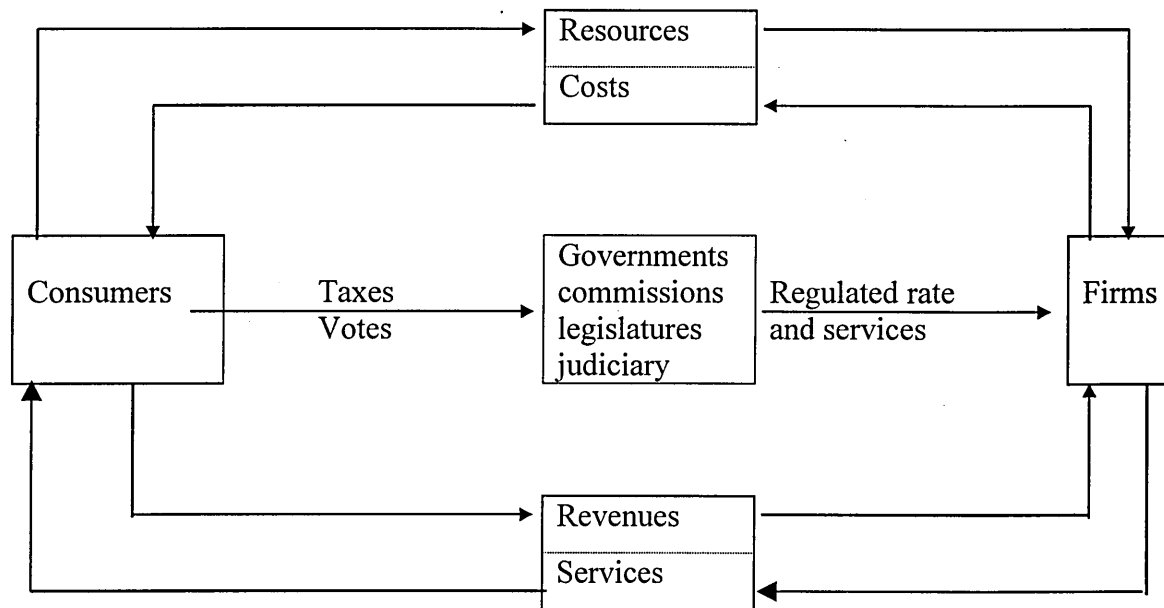 Resources
Costs
Consumers
Taxes
Votes
Governments
commissions
legislatures
judiciary
Regulated rate
and services
Firms
Revenues
Services